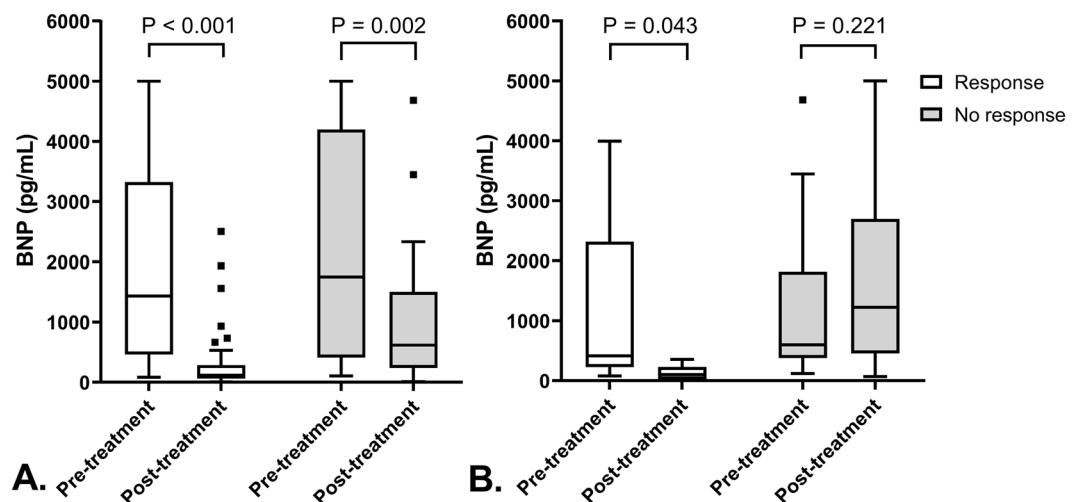 P < 0.001
P = 0.002
6000
5000
4000
3000
2000
1000
0
BNP (pg/mL)
Pre-treatment
Post-treatment
Pre-treatment
Post-treatment
A.
P = 0.043
P = 0.221
6000
5000
4000
3000
2000
1000
0
BNP (pg/mL)
Pre-treatment
Post-treatment
Pre-treatment
Post-treatment
B.
Response
No response